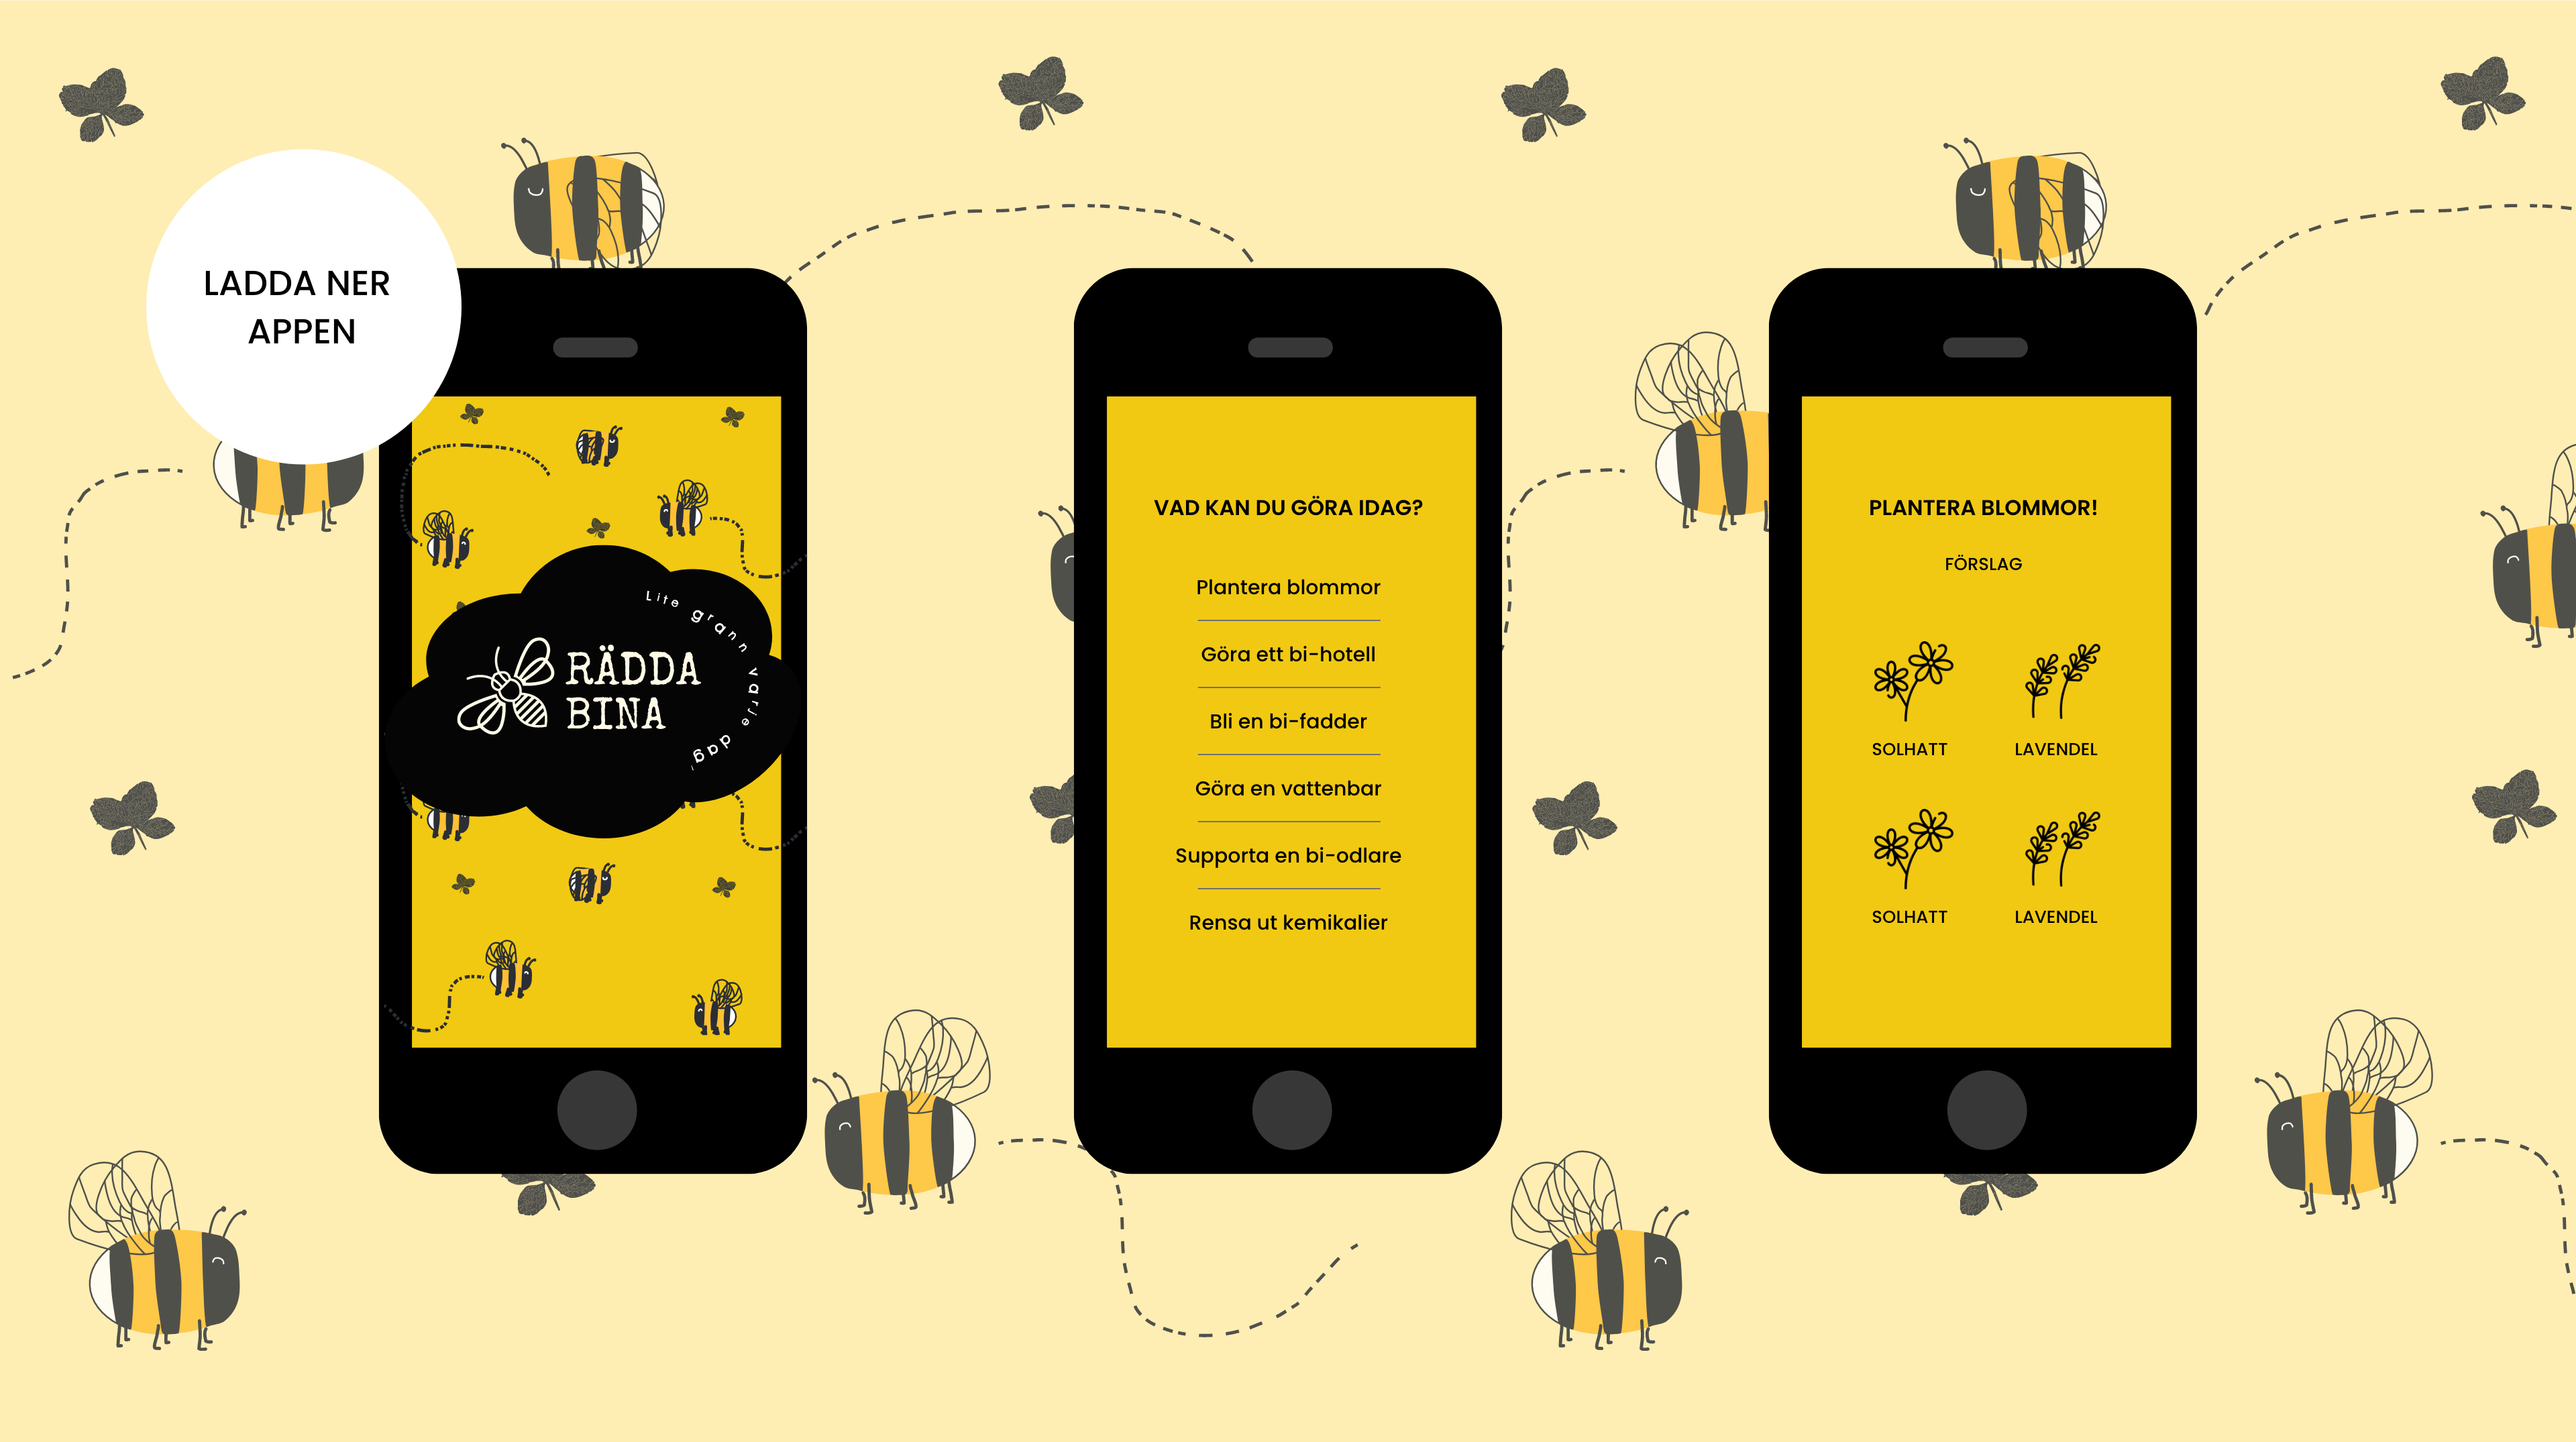 LADDA NER
APPEN
Lite grann varje dag
RÄDDA
BINA
VAD KAN DU GÖRA IDAG?
Plantera blommor
Göra ett bi-hotell
Bli en bi-fadder
Göra en vattenbar
Supporta en bi-odlare
Rensa ut kemikalier
PLANTERA BLOMMOR!
FÖRSLAG
SOLHATT
LAVENDEL
SOLHATT
LAVENDEL